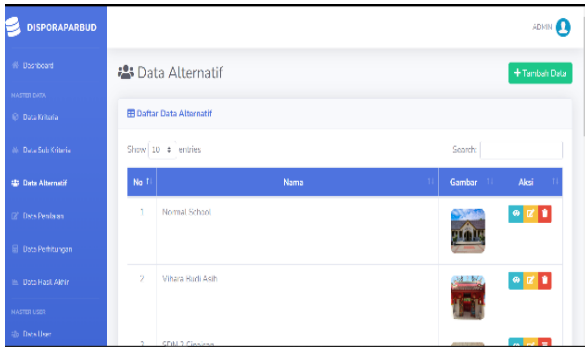 DISPORAPARBUD
ADMIN
Dashboard
MASTER DATA
Data Kriteria
Data Sub Kriteria
Data Alternatif
Data Penilaian
Data Perhitungan
Data Hasil Akhir
MASTER USER
Data User
Data Alternatif
Tambah Data
Daftar Data Alternatif
Show 10 entries
Search:
No Nama Gambar Aksi
1 Normal School
2 Vihara Budi Asih
3 SDN